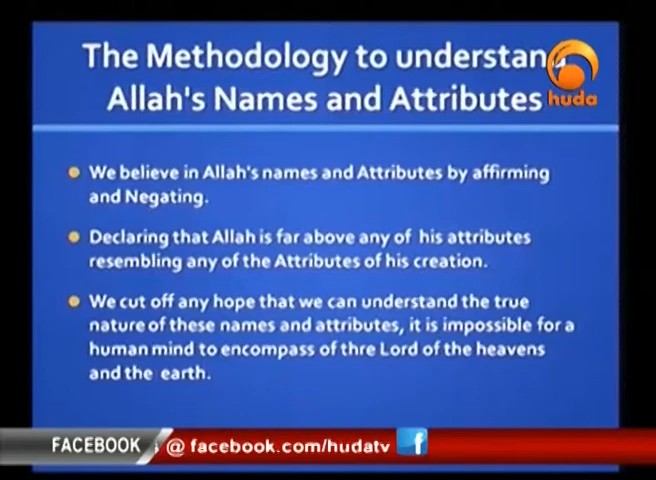 The Methodology to understand
Allah's Names and Attributes
huda
We believe in Allah's names and Attributes by affirming
and Negating.
Declaring that Allah is far above any of his attributes
resembling any of the Attributes of his creation.
We cut off any hope that we can understand the true
nature of these names and attributes, it is impossible for a
human mind to encompass of thre Lord of the heavens
and the earth.
FACEBOOK @ facebook.com/hudatv f